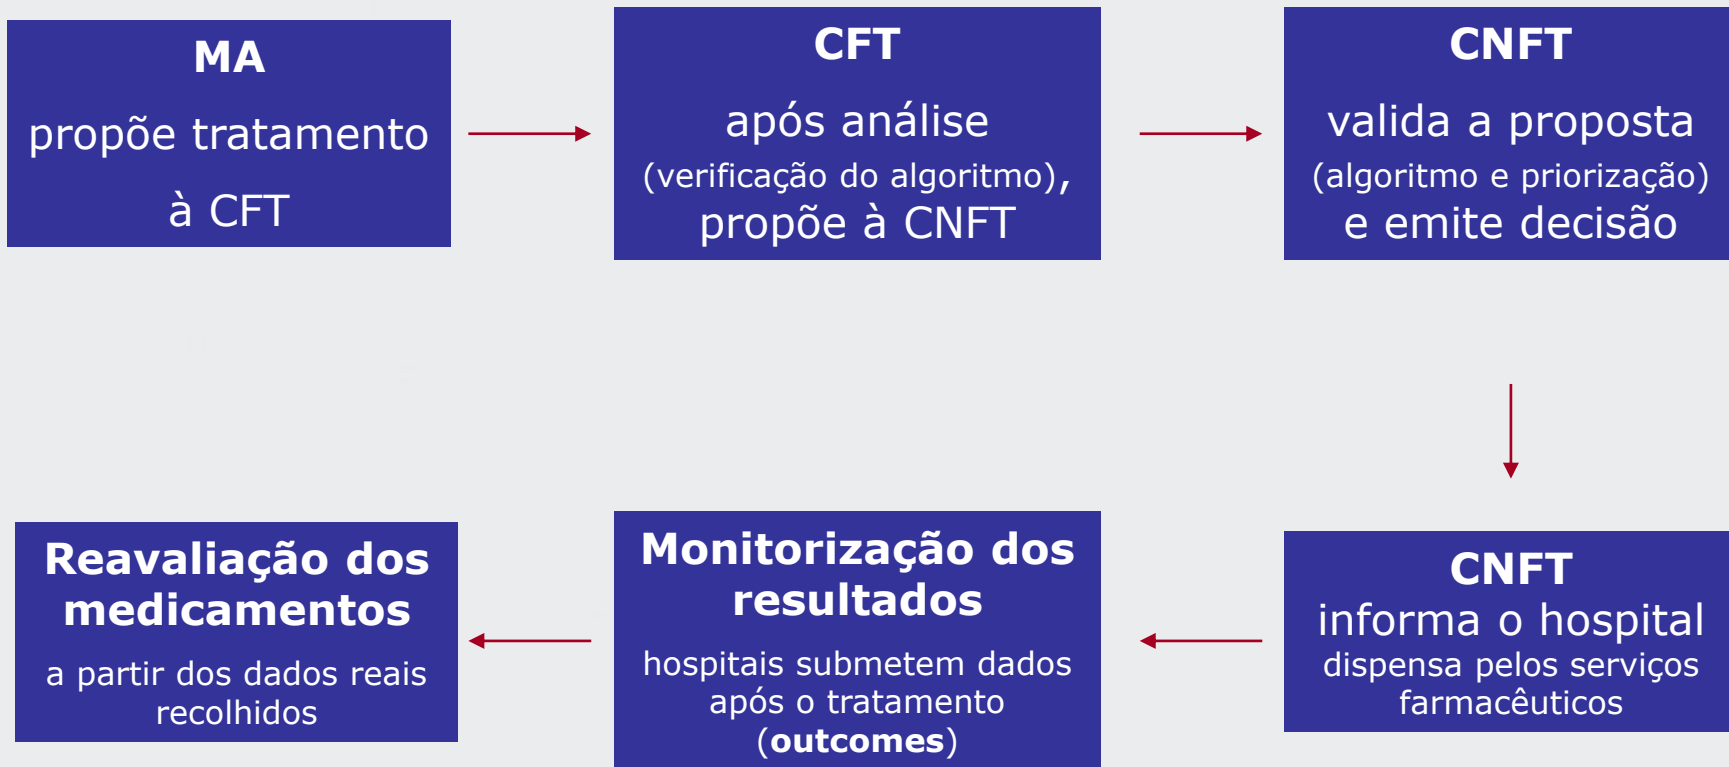 MA
propõe tratamento
à CFT
CFT
após análise
(verificação do algoritmo),
propõe à CNFT
CNFT
valida a proposta
(algoritmo e priorização)
e emite decisão
CNFT
informa o hospital
dispensa pelos serviços
farmacêuticos
Monitorização dos
resultados
hospitais submetem dados
após o tratamento
(outcomes)
Reavaliação dos
medicamentos
a partir dos dados reais
recolhidos